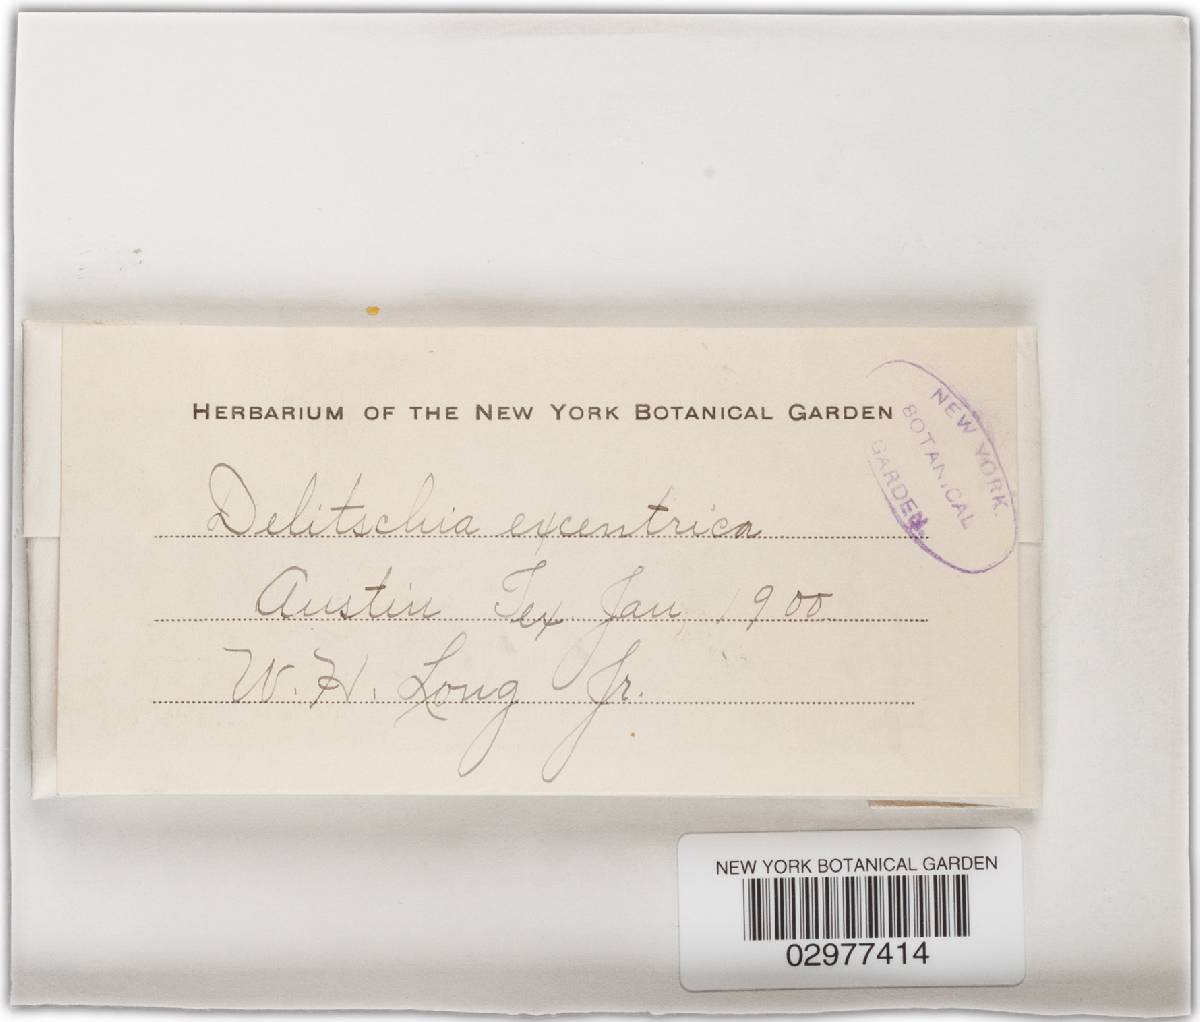 HERBARIUM OF THE NEW YORK BOTANICAL GARDEN
NEW YORK
BOTANICAL
GARDEN
Delitschia excentrica
Austin Tex Jan, 1900
W. H. Long Jr.
NEW YORK BOTANICAL GARDEN
02977414